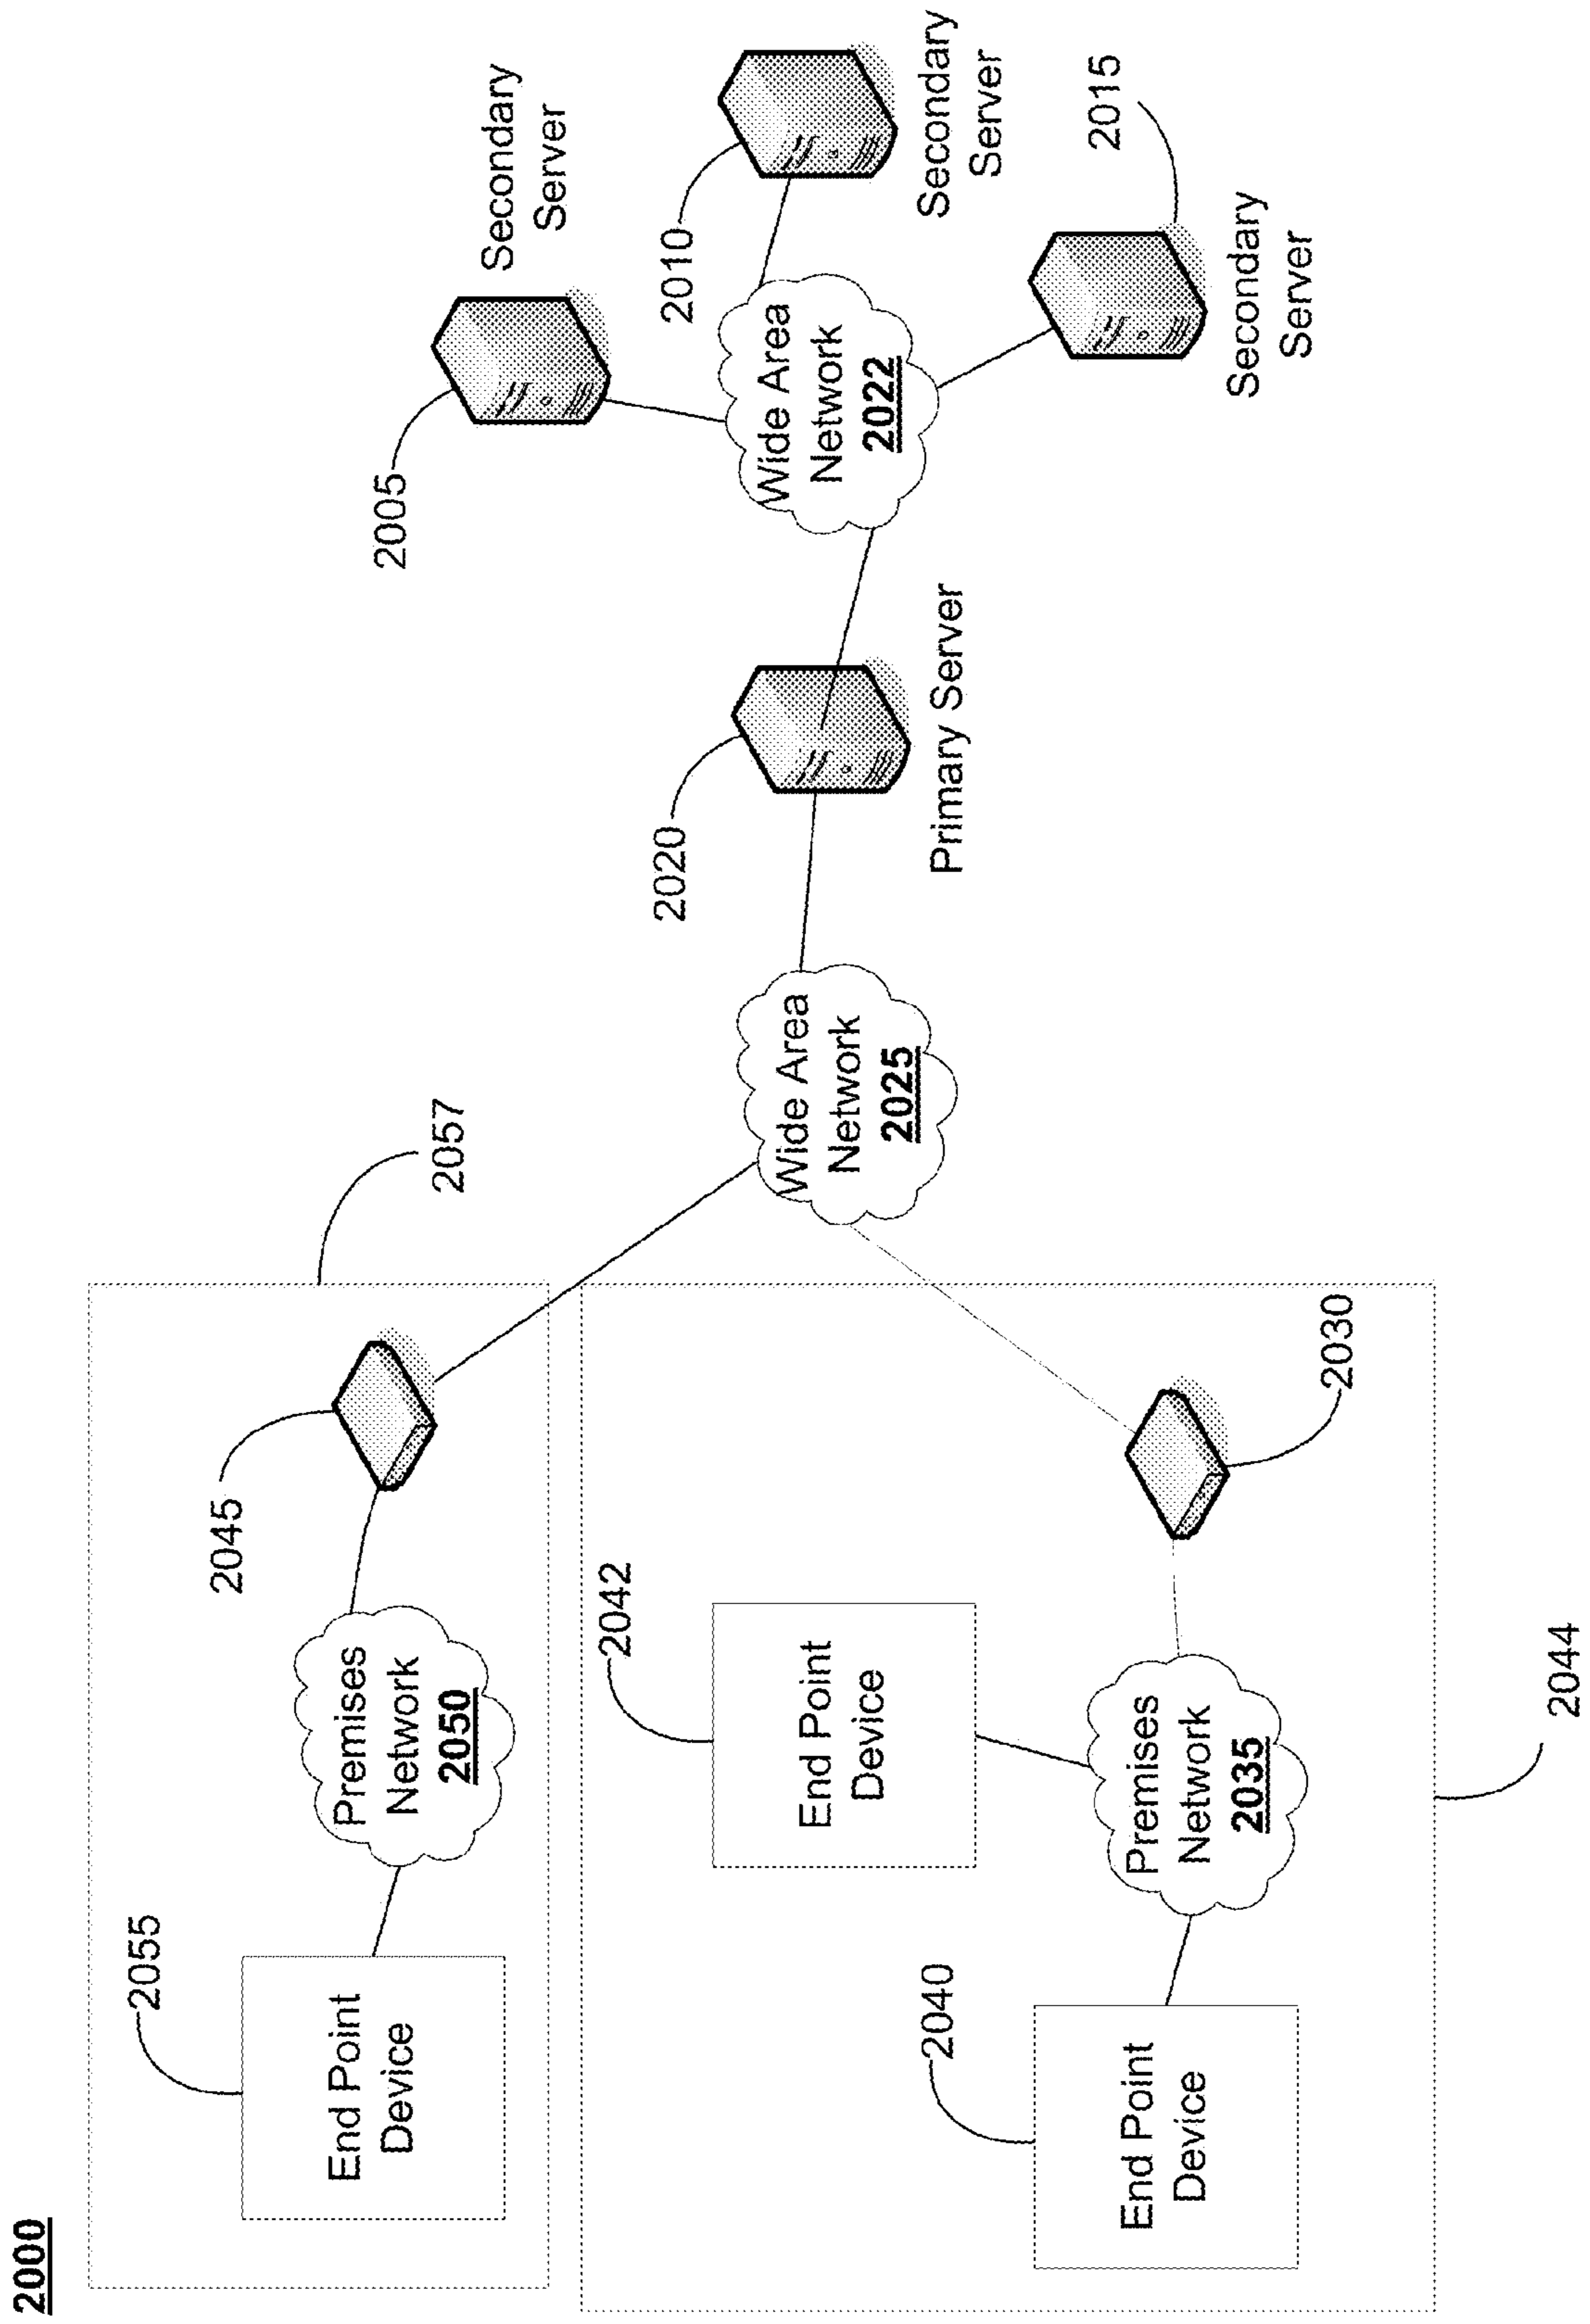 2000
2055
End Point
Device
Premises
Network
2050
2045
2057
2040
End Point
Device
2042
End Point
Device
Premises
Network
2035
2030
2044
Wide Area
Network
2025
2020
Primary Server
Wide Area
Network
2022
2005
Secondary
Server
2010
Secondary
Server
2015
Secondary
Server